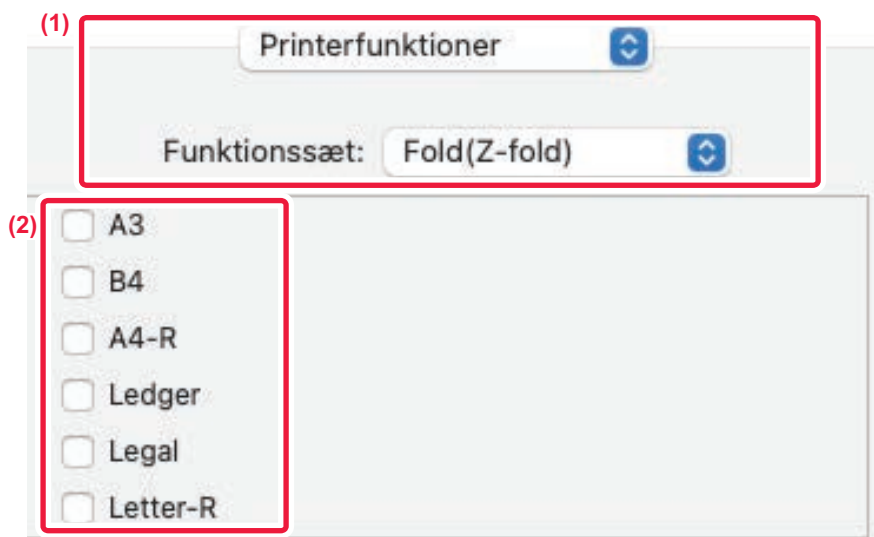 (1)
Printerfunktioner
Funktionssæt: Fold(Z-fold)
(2)
A3
B4
A4-R
Ledger
Legal
Letter-R